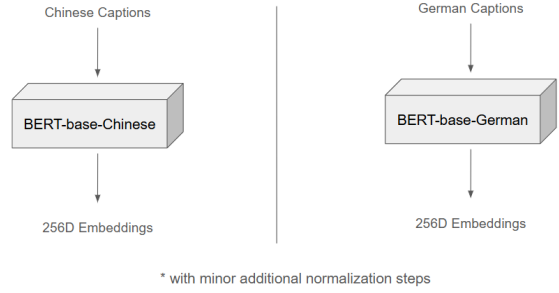 Chinese Captions
BERT-base-Chinese
256D Embeddings
German Captions
BERT-base-German
256D Embeddings
* with minor additional normalization steps